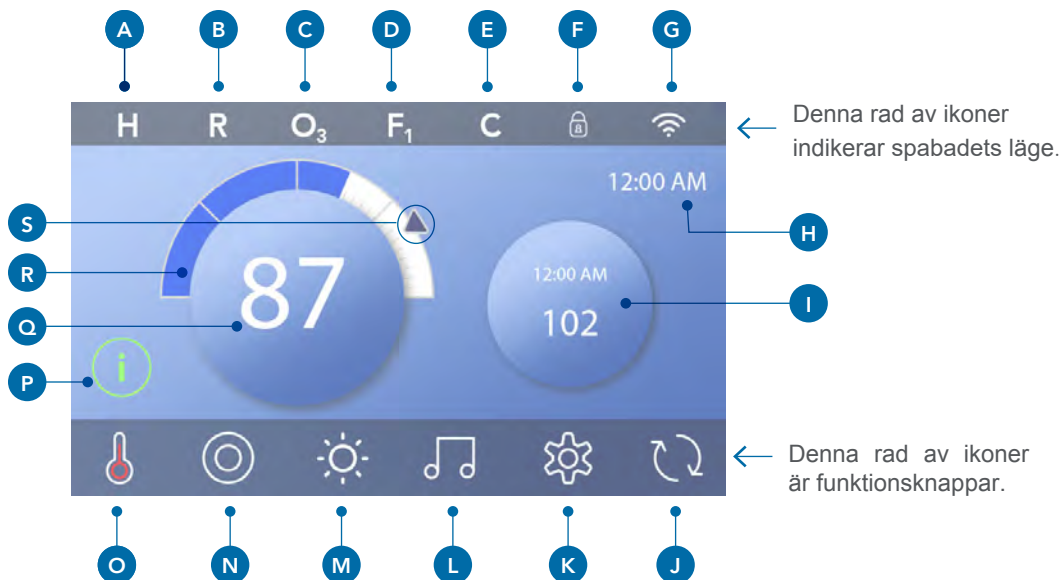 A B C D E F G
H R O₃ F₁ C 8
Denna rad av ikoner
indikerar spabadets läge.
12:00 AM
S
H
R
87
12:00 AM
I
102
Q
i
P
Denna rad av ikoner
är funktionsknappar.
O N M L K J